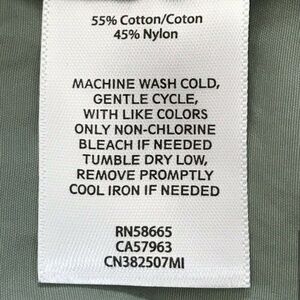 55% Cotton/Coton
45% Nylon
MACHINE WASH COLD,
GENTLE CYCLE,
WITH LIKE COLORS
ONLY NON-CHLORINE
BLEACH IF NEEDED
TUMBLE DRY LOW,
REMOVE PROMPTLY
COOL IRON IF NEEDED
RN58665
CA57963
CN382507MI